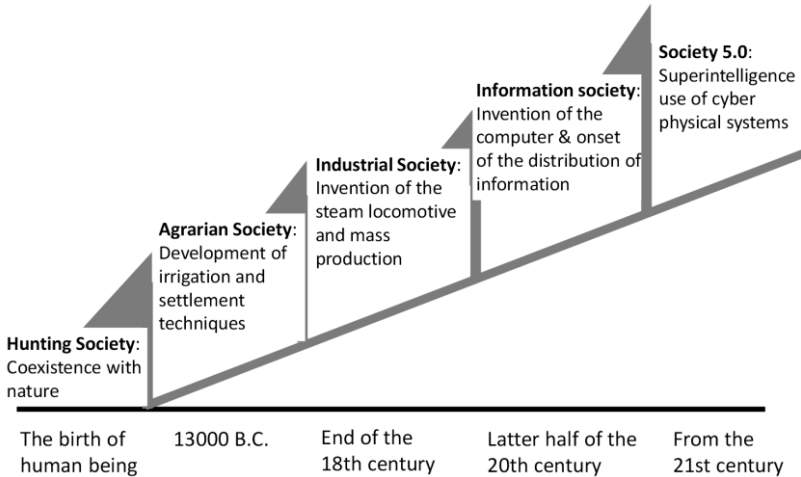 Hunting Society:
Coexistence with
nature
Agrarian Society:
Development of
irrigation and
settlement
techniques
Industrial Society:
Invention of the
steam locomotive
and mass
production
Information society:
Invention of the
computer & onset
of the distribution of
information
Society 5.0:
Superintelligence
use of cyber
physical systems
The birth of
human being
13000 B.C.
End of the
18th century
Latter half of the
20th century
From the
21st century